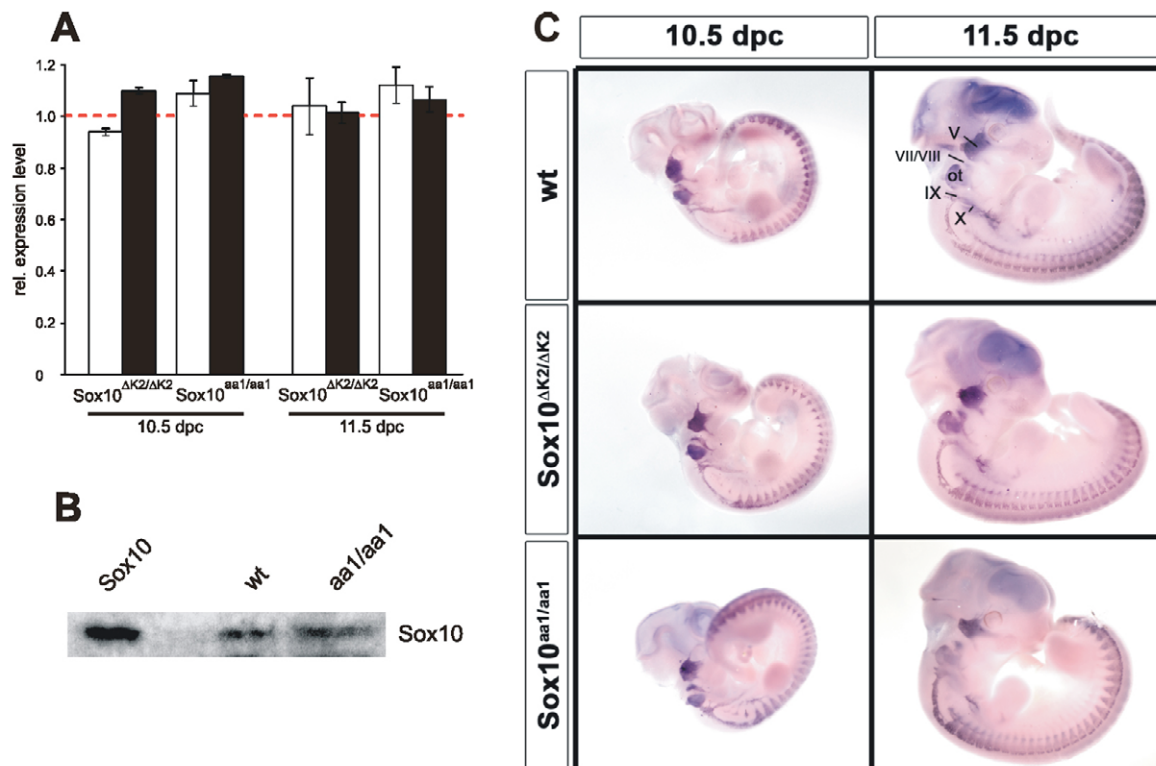 A
1.2
1.0
0.8
0.6
0.4
0.2
0
rel. expression level
Sox10ΔK2/ΔK2
Sox10aa1/aa1
Sox10ΔK2/ΔK2
Sox10aa1/aa1
10.5 dpc
11.5 dpc
B
Sox10
wt
aa1/aa1
Sox10
C
10.5 dpc
11.5 dpc
wt
V
VII/VIII
ot
IX
X
Sox10ΔK2/ΔK2
Sox10aa1/aa1